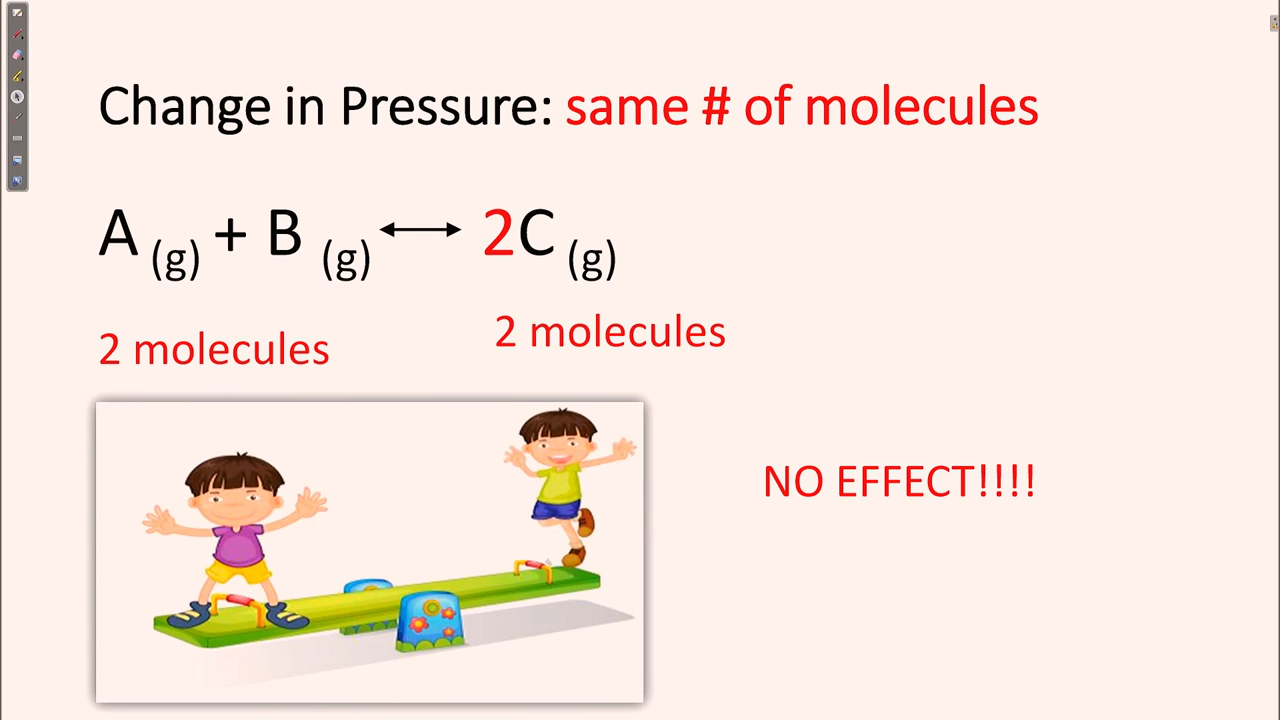 Change in Pressure: same # of molecules
A (g) + B (g) ⟷ 2C (g)
2 molecules
2 molecules
NO EFFECT!!!!